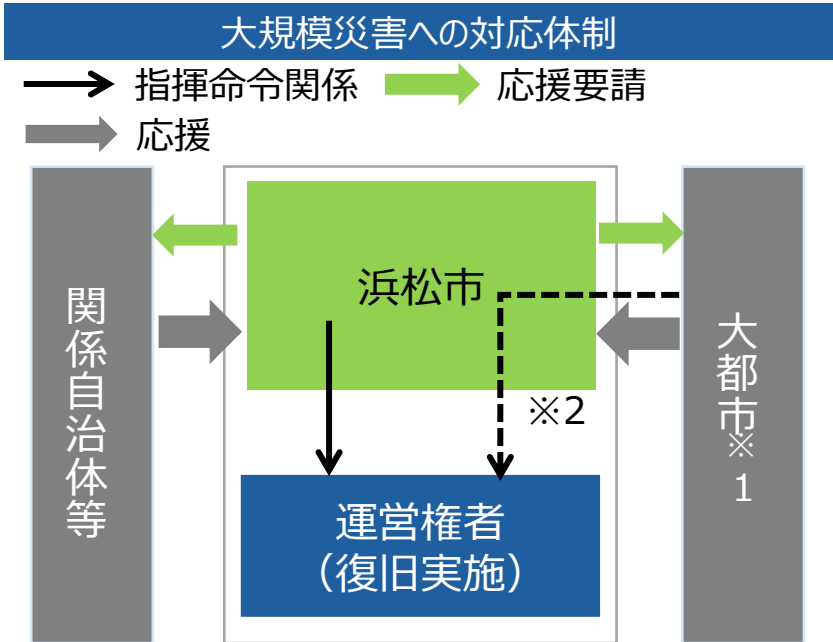 大規模災害への対応体制
指揮命令関係 応援要請
応援
関係自治体等
浜松市
大都市※1
※2
運営権者
（復旧実施）